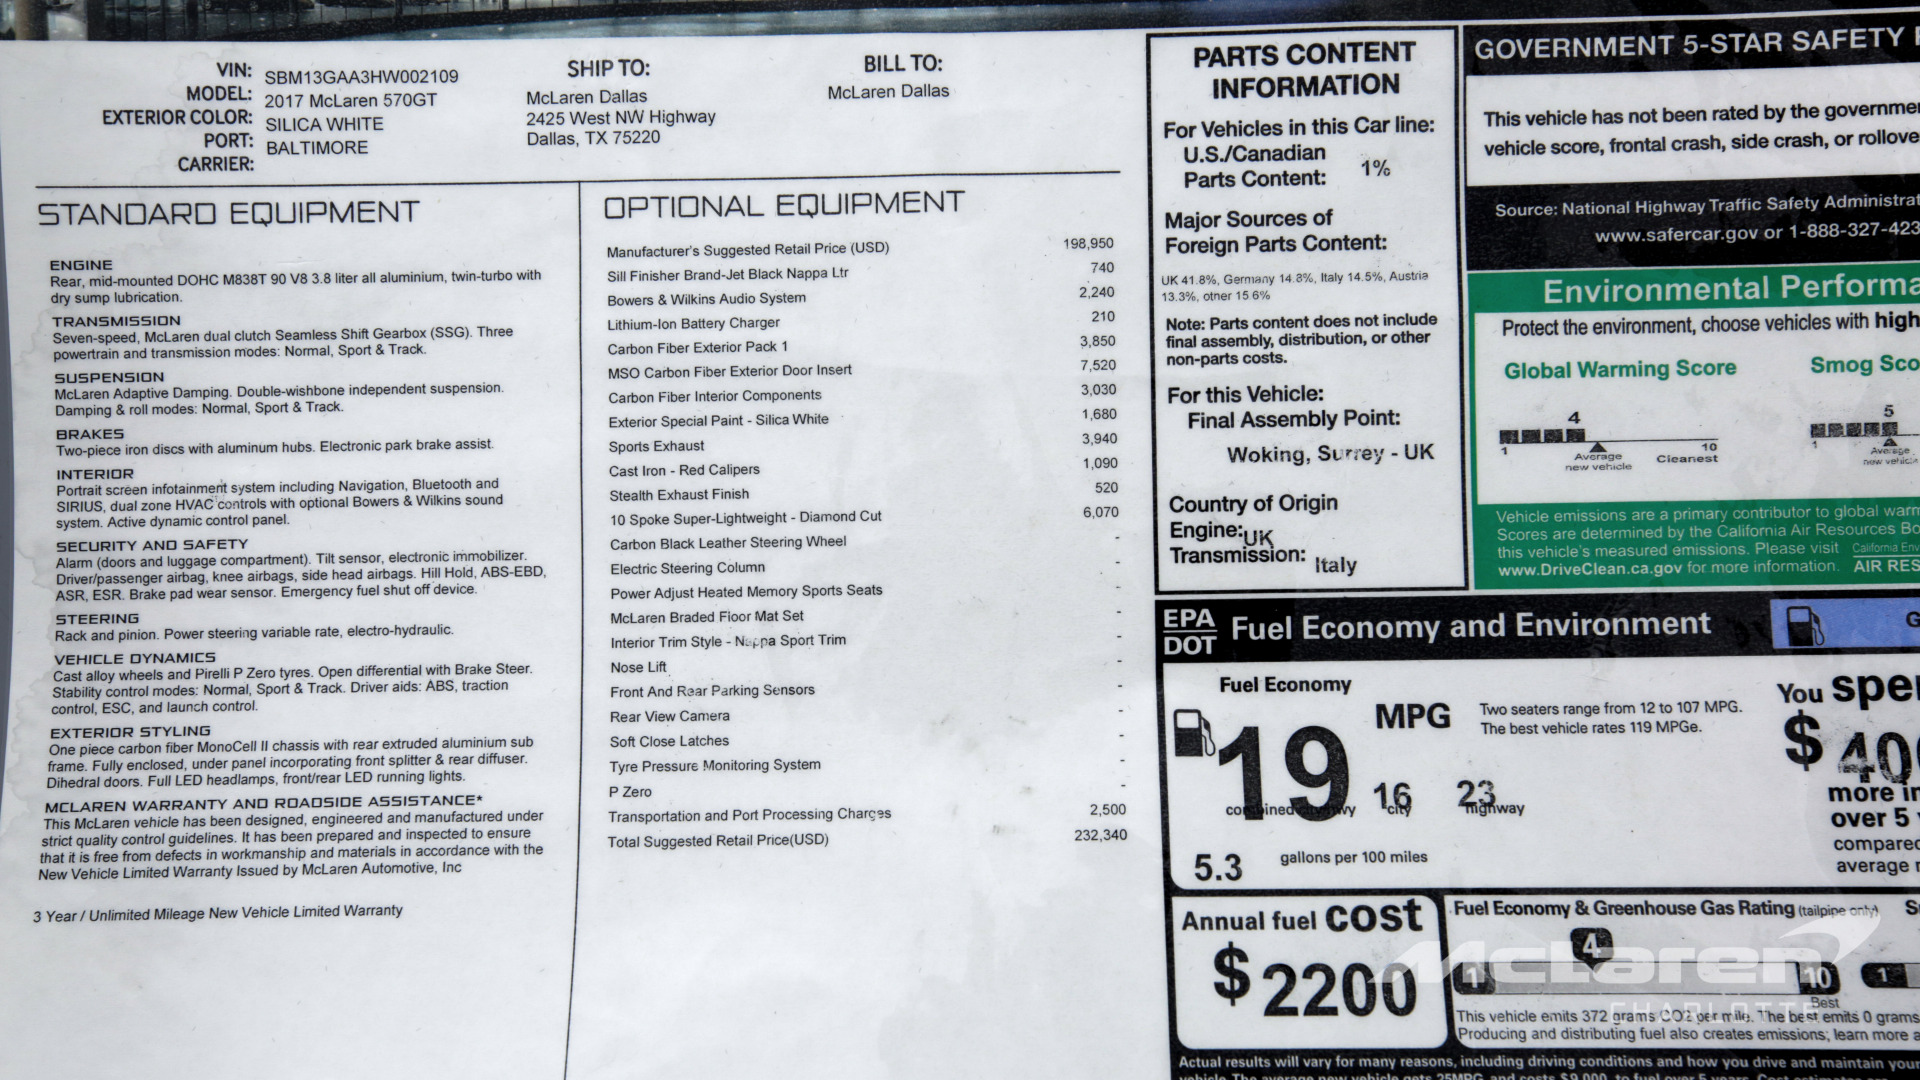 VIN: SBM13GAA3HW002109
MODEL: 2017 McLaren 570GT
EXTERIOR COLOR: SILICA WHITE
PORT: BALTIMORE
CARRIER:
SHIP TO:
McLaren Dallas
2425 West NW Highway
Dallas, TX 75220
BILL TO:
McLaren Dallas
STANDARD EQUIPMENT
ENGINE
Rear, mid-mounted DOHC M838T 90 V8 3.8 liter all aluminium, twin-turbo with
dry sump lubrication.
TRANSMISSION
Seven-speed, McLaren dual clutch Seamless Shift Gearbox (SSG). Three
powertrain and transmission modes: Normal, Sport & Track.
SUSPENSION
McLaren Adaptive Damping. Double-wishbone independent suspension.
Damping & roll modes: Normal, Sport & Track.
BRAKES
Two-piece iron discs with aluminum hubs. Electronic park brake assist.
INTERIOR
Portrait screen infotainment system including Navigation, Bluetooth and
SIRIUS, dual zone HVAC controls with optional Bowers & Wilkins sound
system. Active dynamic control panel.
SECURITY AND SAFETY
Alarm (doors and luggage compartment). Tilt sensor, electronic immobilizer.
Driver/passenger airbag, knee airbags, side head airbags. Hill Hold, ABS-EBD,
ASR, ESR. Brake pad wear sensor. Emergency fuel shut off device.
STEERING
Rack and pinion. Power steering variable rate, electro-hydraulic.
VEHICLE DYNAMICS
Cast alloy wheels and Pirelli P Zero tyres. Open differential with Brake Steer.
Stability control modes: Normal, Sport & Track. Driver aids: ABS, traction
control, ESC, and launch control.
EXTERIOR STYLING
One piece carbon fiber MonoCell II chassis with rear extruded aluminium sub
frame. Fully enclosed, under panel incorporating front splitter & rear diffuser.
Dihedral doors. Full LED headlamps, front/rear LED running lights.
MCLAREN WARRANTY AND ROADSIDE ASSISTANCE*
This McLaren vehicle has been designed, engineered and manufactured under
strict quality control guidelines. It has been prepared and inspected to ensure
that it is free from defects in workmanship and materials in accordance with the
New Vehicle Limited Warranty Issued by McLaren Automotive, Inc
3 Year / Unlimited Mileage New Vehicle Limited Warranty
OPTIONAL EQUIPMENT
Manufacturer's Suggested Retail Price (USD) 198,950
Sill Finisher Brand-Jet Black Nappa Ltr 740
Bowers & Wilkins Audio System 2,240
Lithium-Ion Battery Charger 210
Carbon Fiber Exterior Pack 1 3,850
MSO Carbon Fiber Exterior Door Insert 7,520
Carbon Fiber Interior Components 3,030
Exterior Special Paint - Silica White 1,680
Sports Exhaust 3,940
Cast Iron - Red Calipers 1,090
Stealth Exhaust Finish 520
10 Spoke Super-Lightweight - Diamond Cut 6,070
Carbon Black Leather Steering Wheel -
Electric Steering Column -
Power Adjust Heated Memory Sports Seats -
McLaren Braded Floor Mat Set -
Interior Trim Style - Nappa Sport Trim -
Nose Lift -
Front And Rear Parking Sensors -
Rear View Camera -
Soft Close Latches -
Tyre Pressure Monitoring System -
P Zero -
Transportation and Port Processing Charges 2,500
Total Suggested Retail Price(USD) 232,340
PARTS CONTENT
INFORMATION
For Vehicles in this Car line:
U.S./Canadian
Parts Content: 1%
Major Sources of
Foreign Parts Content:
UK 41.8%, Germany 14.8%, Italy 14.5%, Austria
13.3%, other 15 6%
Note: Parts content does not include
final assembly, distribution, or other
non-parts costs.
For this Vehicle:
Final Assembly Point:
Woking, Surrey - UK
Country of Origin
Engine: UK
Transmission: Italy
GOVERNMENT 5-STAR SAFETY
This vehicle has not been rated by the governme
vehicle score, frontal crash, side crash, or rollove
Source: National Highway Traffic Safety Administrat
www.safercar.gov or 1-888-327-423
Environmental Performa
Protect the environment, choose vehicles with high
Global Warming Score
Smog Sco
4
1 10
Average
new vehicle
Cleanest
5
1
Average
new vehicle
Vehicle emissions are a primary contributor to global warm
Scores are determined by the California Air Resources Bo
this vehicle's measured emissions. Please visit
www.DriveClean.ca.gov for more information.
California Env
AIR RES
EPA
DOT
Fuel Economy and Environment
G
Fuel Economy
19 MPG
combined city/hwy
16
city
23
highway
Two seaters range from 12 to 107 MPG.
The best vehicle rates 119 MPGe.
5.3 gallons per 100 miles
You spe
$ 400
more in
over 5
compared
average
Annual fuel cost
$ 2200
Fuel Economy & Greenhouse Gas Rating (tailpipe only)
S
4
1 10
Best
1
This vehicle emits 372 grams CO2 per mile. The best emits 0 grams
Producing and distributing fuel also creates emissions; learn more a
Actual results will vary for many reasons, including driving conditions and how you drive and maintain your
vehicle. The average new vehicle gets 25MPG and costs $9,000 to fuel over 5 years.
McLaren
CHARLOTTE